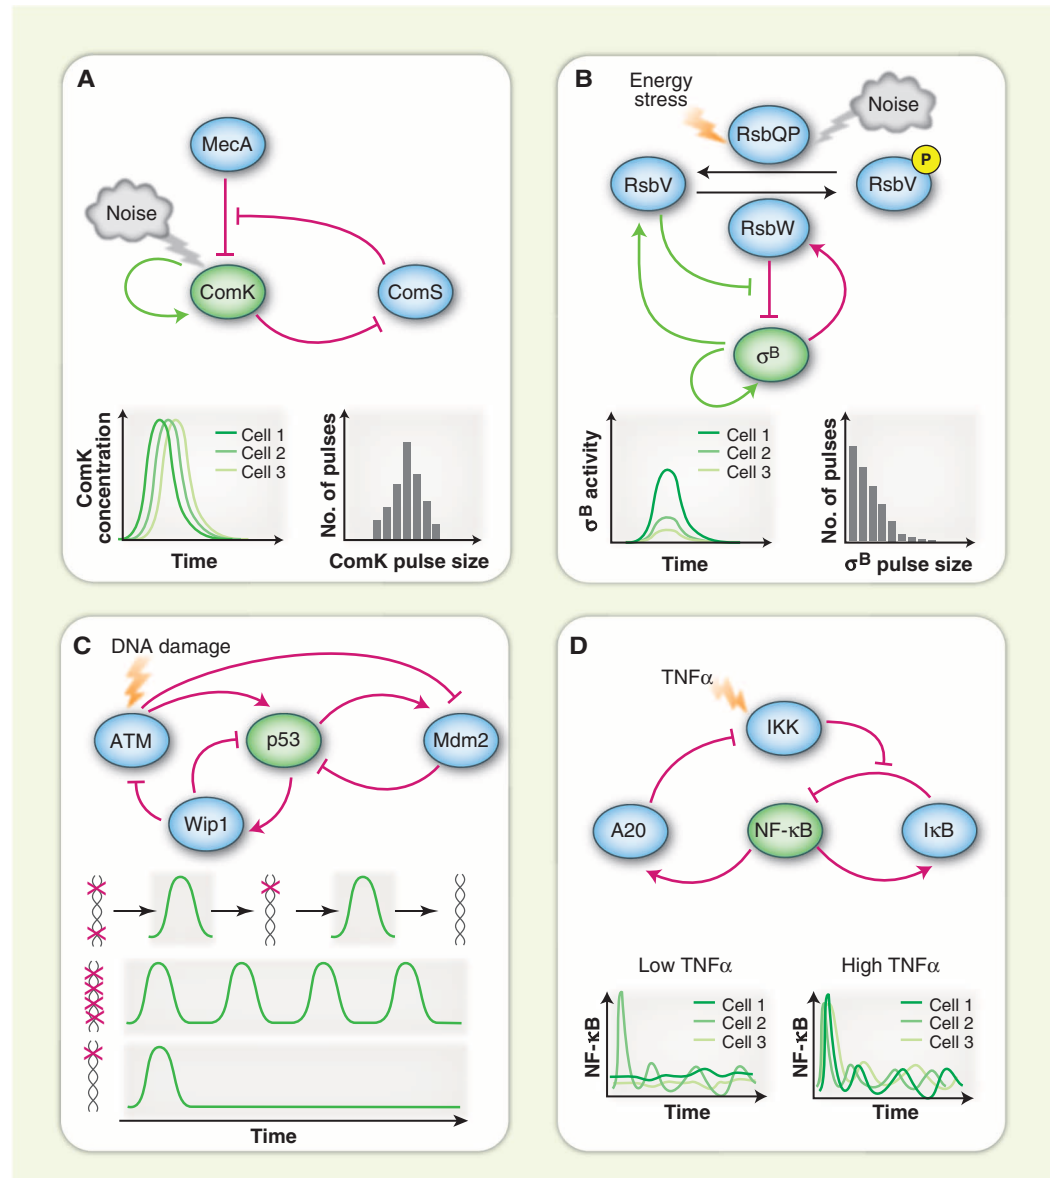 A
MecA
Noise
ComK
ComS
ComK
concentration
Cell 1
Cell 2
Cell 3
Time
No. of pulses
ComK pulse size
B
Energy
stress
Noise
RsbQP
P
RsbV
RsbV
RsbW
σB
σB activity
Cell 1
Cell 2
Cell 3
Time
No. of pulses
σB pulse size
C
DNA damage
ATM
p53
Mdm2
Wip1
Time
D
TNFα
IKK
A20
NF-κB
IκB
Low TNFα
NF-κB
Cell 1
Cell 2
Cell 3
Time
High TNFα
NF-κB
Cell 1
Cell 2
Cell 3
Time